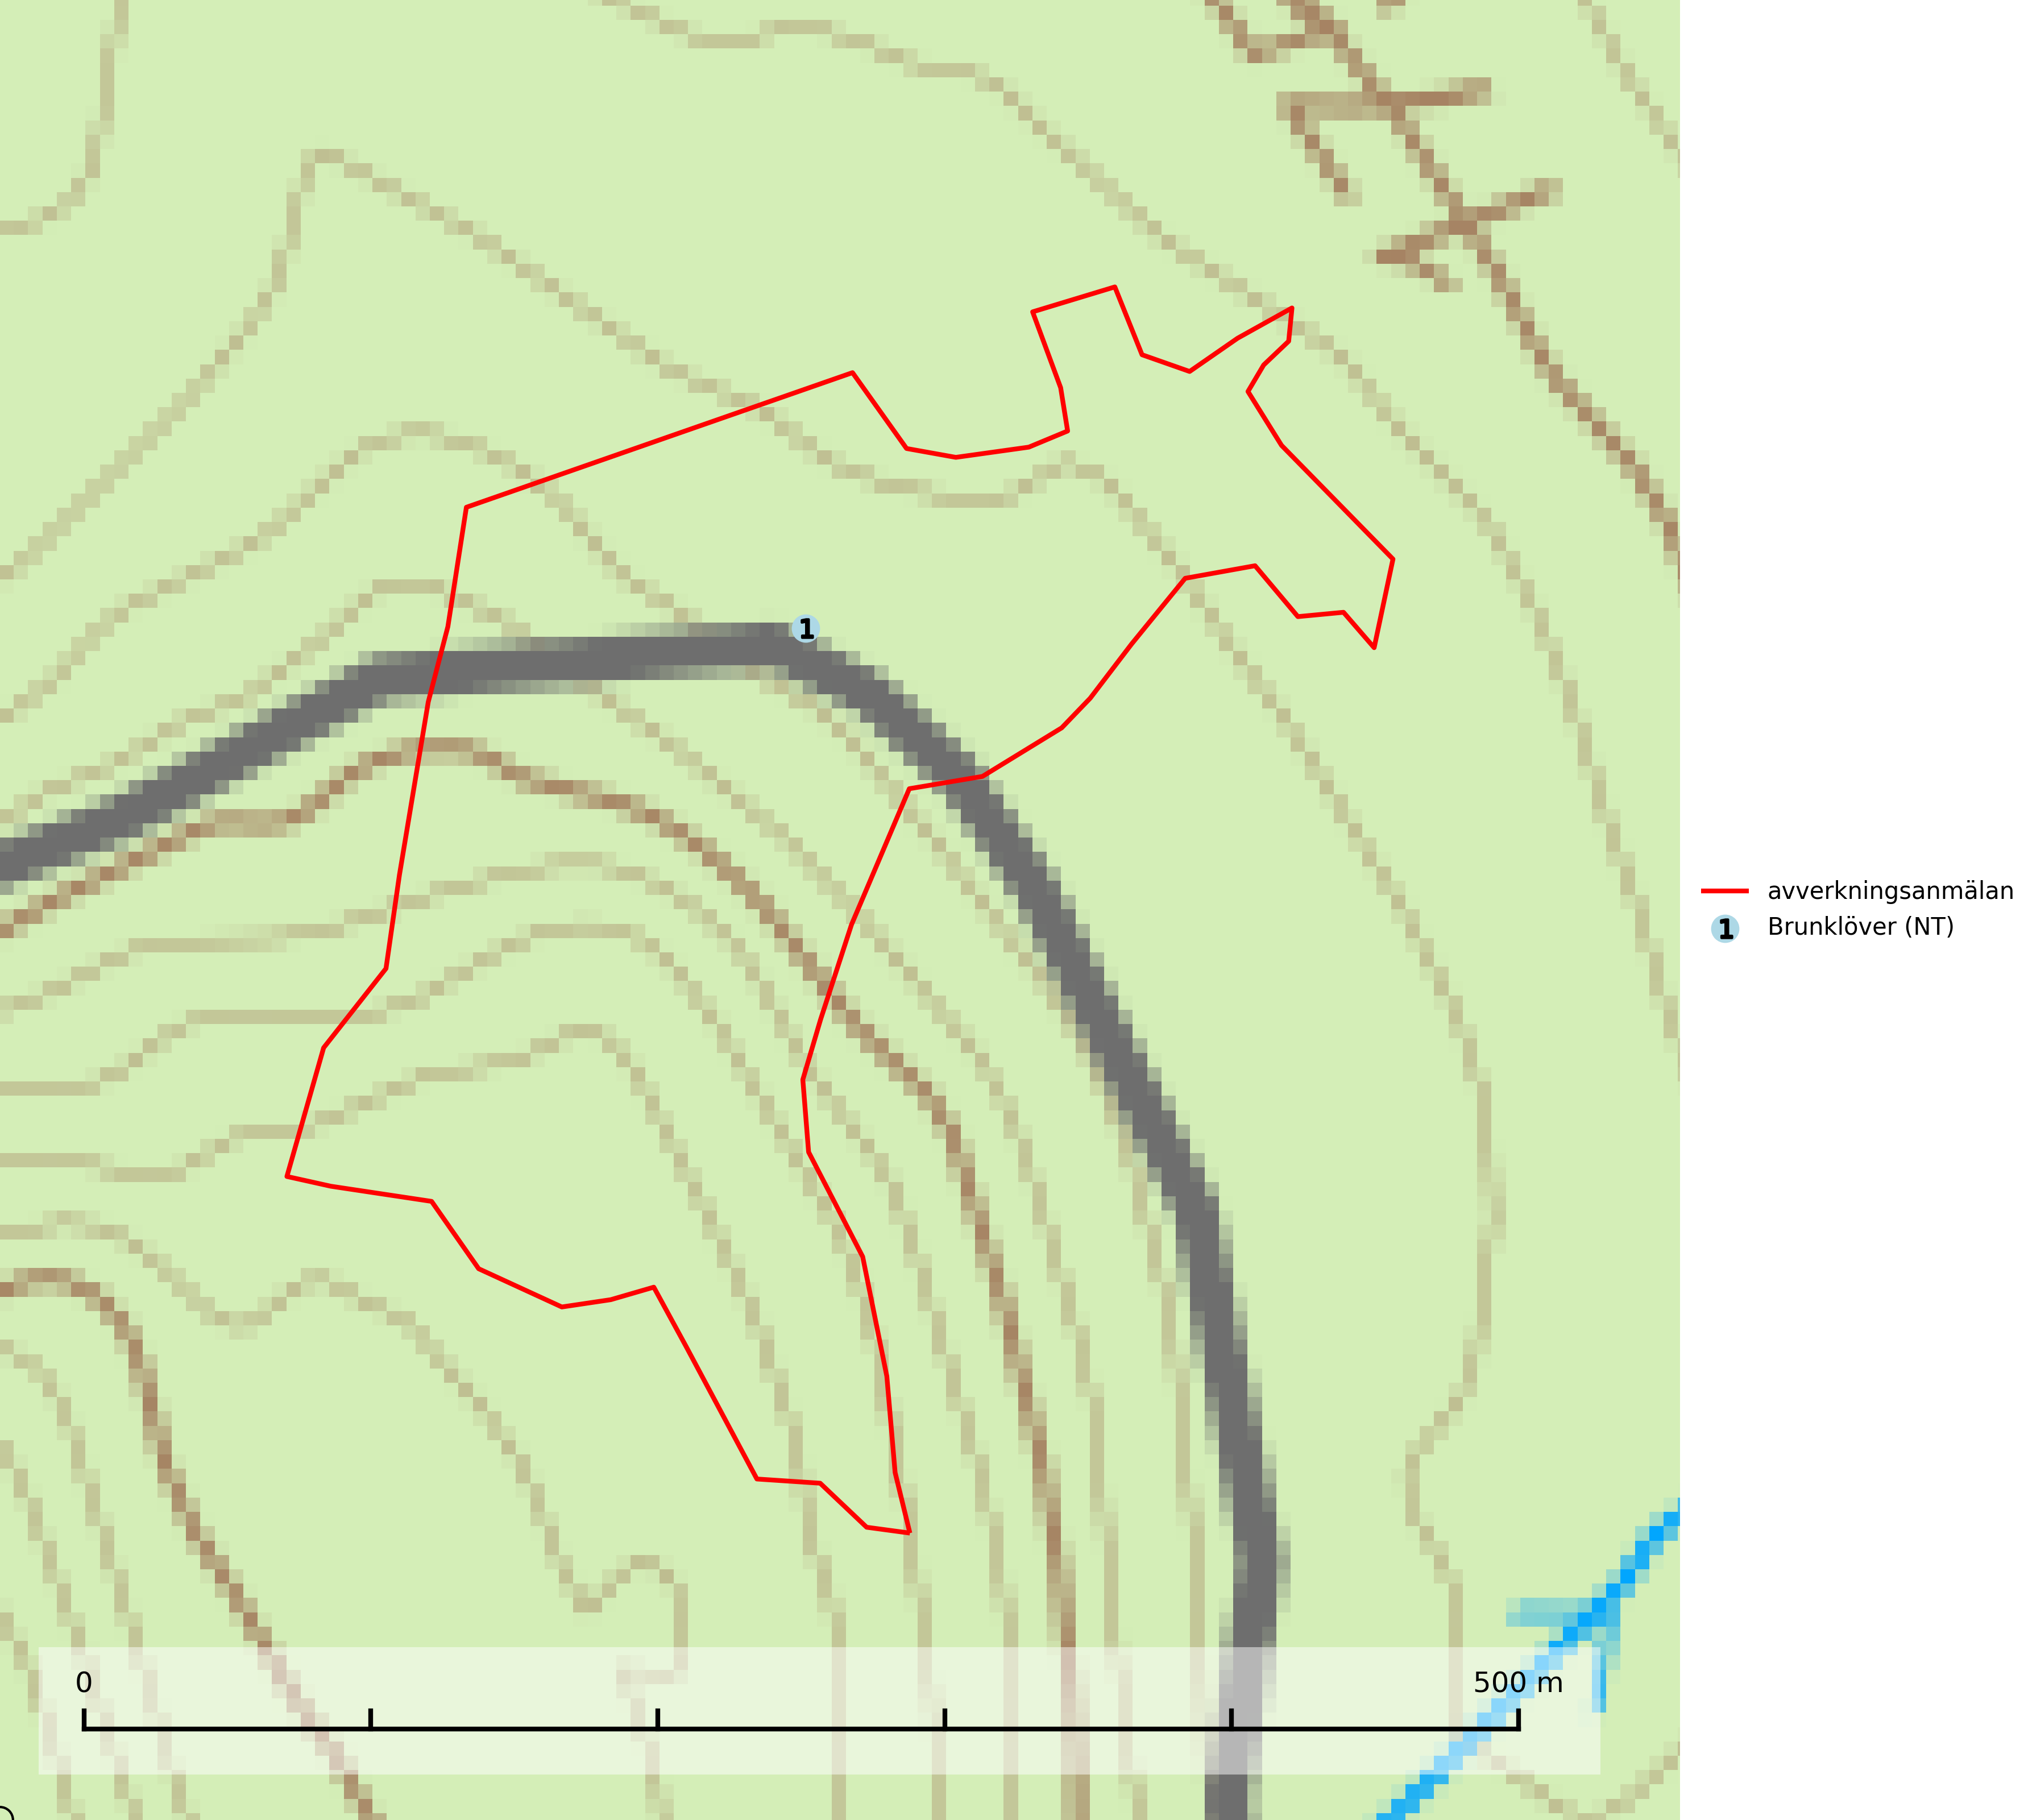 1
avverkningsanmälan
1 Brunklöver (NT)
0 500 m